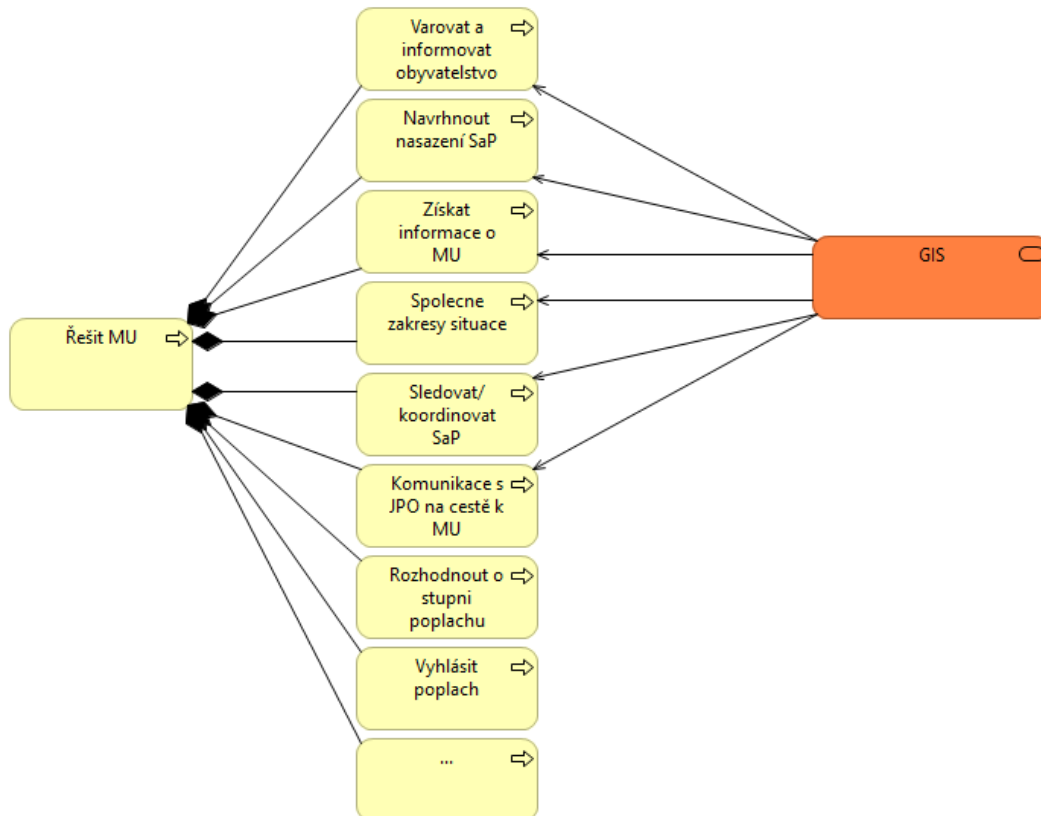 Varovat a
informovat
obyvatelstvo
Navrhnout
nasazení SaP
Získat
informace o
MU
GIS
Spolecne
zakresy situace
Řešit MU
Sledovat/
koordinovat
SaP
Komunikace s
JPO na cestě k
MU
Rozhodnout o
stupni
poplachu
Vyhlásit
poplach
...